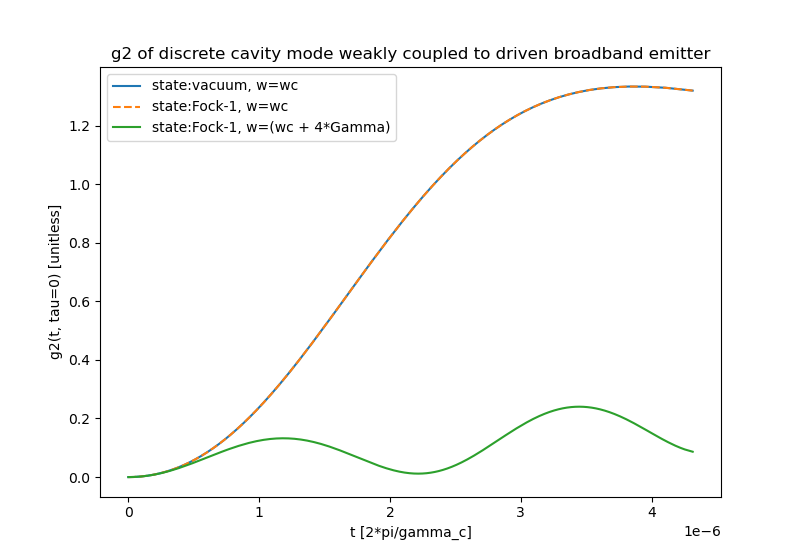 g2 of discrete cavity mode weakly coupled to driven broadband emitter
state:vacuum, w=wc
state:Fock-1, w=wc
state:Fock-1, w=(wc + 4*Gamma)
g2(t, tau=0) [unitless]
1.2
1.0
0.8
0.6
0.4
0.2
0.0
0 1 2 3 4
1e−6
t [2*pi/gamma_c]